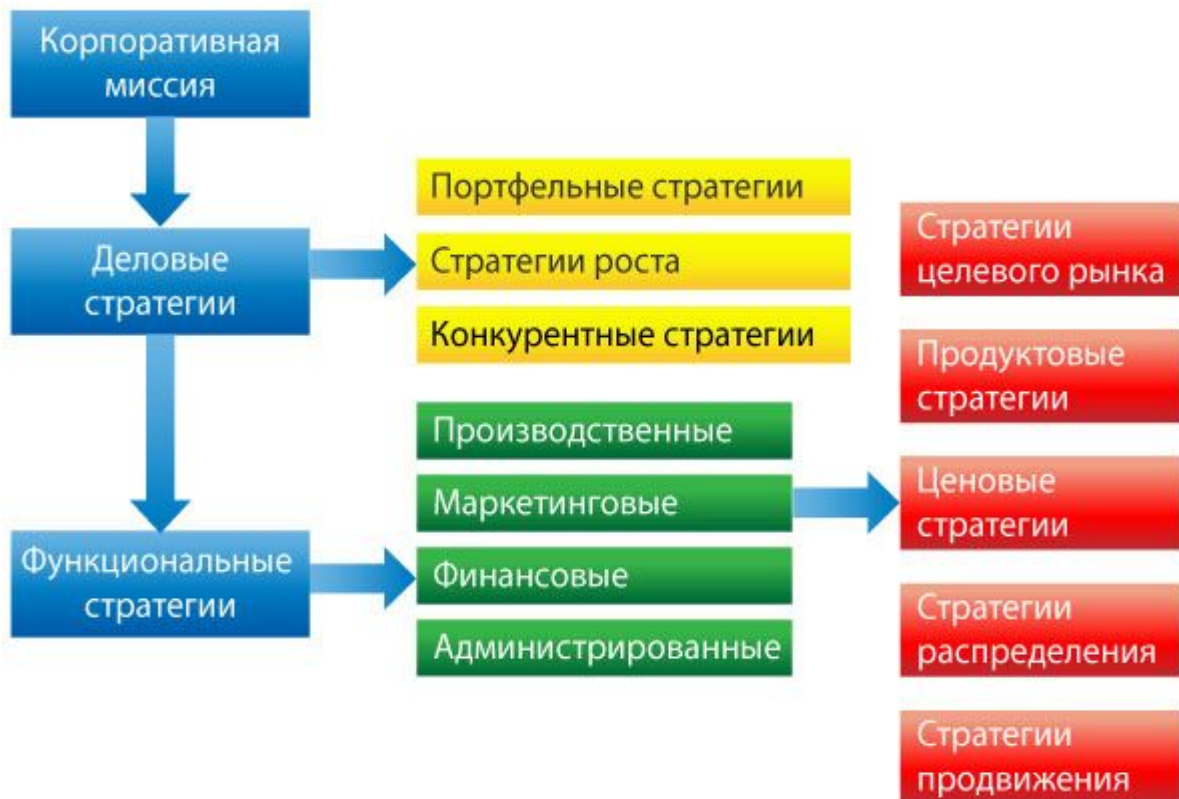 Корпоративная
миссия
Деловые
стратегии
Функциональные
стратегии
Портфельные стратегии
Стратегии роста
Конкурентные стратегии
Производственные
Маркетинговые
Финансовые
Администрированные
Стратегии
целевого рынка
Продуктовые
стратегии
Ценовые
стратегии
Стратегии
распределения
Стратегии
продвижения